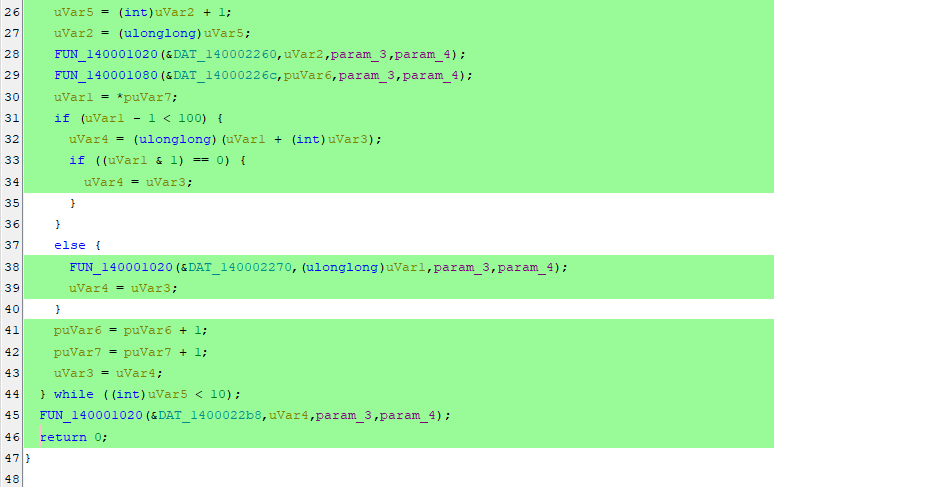 26 uVar5 = (int)uVar2 + 1;
27 uVar2 = (ulonglong)uVar5;
28 FUN_140001020(&DAT_140002260,uVar2,param_3,param_4);
29 FUN_140001080(&DAT_14000226c,puVar6,param_3,param_4);
30 uVar1 = *puVar7;
31 if (uVar1 - 1 < 100) {
32 uVar4 = (ulonglong)(uVar1 + (int)uVar3);
33 if ((uVar1 & 1) == 0) {
34 uVar4 = uVar3;
35 }
36 }
37 else {
38 FUN_140001020(&DAT_140002270,(ulonglong)uVar1,param_3,param_4);
39 uVar4 = uVar3;
40 }
41 puVar6 = puVar6 + 1;
42 puVar7 = puVar7 + 1;
43 uVar3 = uVar4;
44 } while ((int)uVar5 < 10);
45 FUN_140001020(&DAT_1400022b8,uVar4,param_3,param_4);
46 return 0;
47 }
48